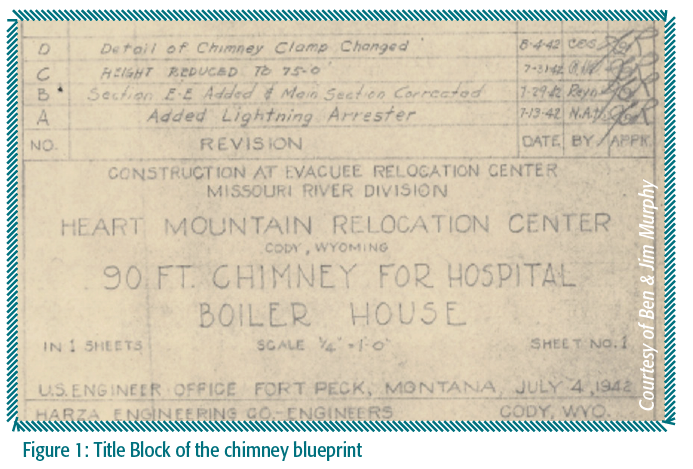 D Detail of Chimney Clamp Changed 8-4-42 CBS
C HEIGHT REDUCED TO 75'-0" 7-31-42
B Section E-E Added & Main Section Corrected 7-29-42 Reyn
A Added Lightning Arrester 7-13-42 N.A.
NO. REVISION DATE BY APPR.
CONSTRUCTION AT EVACUEE RELOCATION CENTER
MISSOURI RIVER DIVISION
HEART MOUNTAIN RELOCATION CENTER
CODY, WYOMING
90 FT. CHIMNEY FOR HOSPITAL
BOILER HOUSE
IN 1 SHEETS SCALE 1/4" = 1'-0" SHEET NO. 1
U.S. ENGINEER OFFICE FORT PECK, MONTANA, JULY 4, 1942
HARZA ENGINEERING CO.-ENGINEERS CODY, WYO.
Courtesy of Ben & Jim Murphy
Figure 1: Title Block of the chimney blueprint